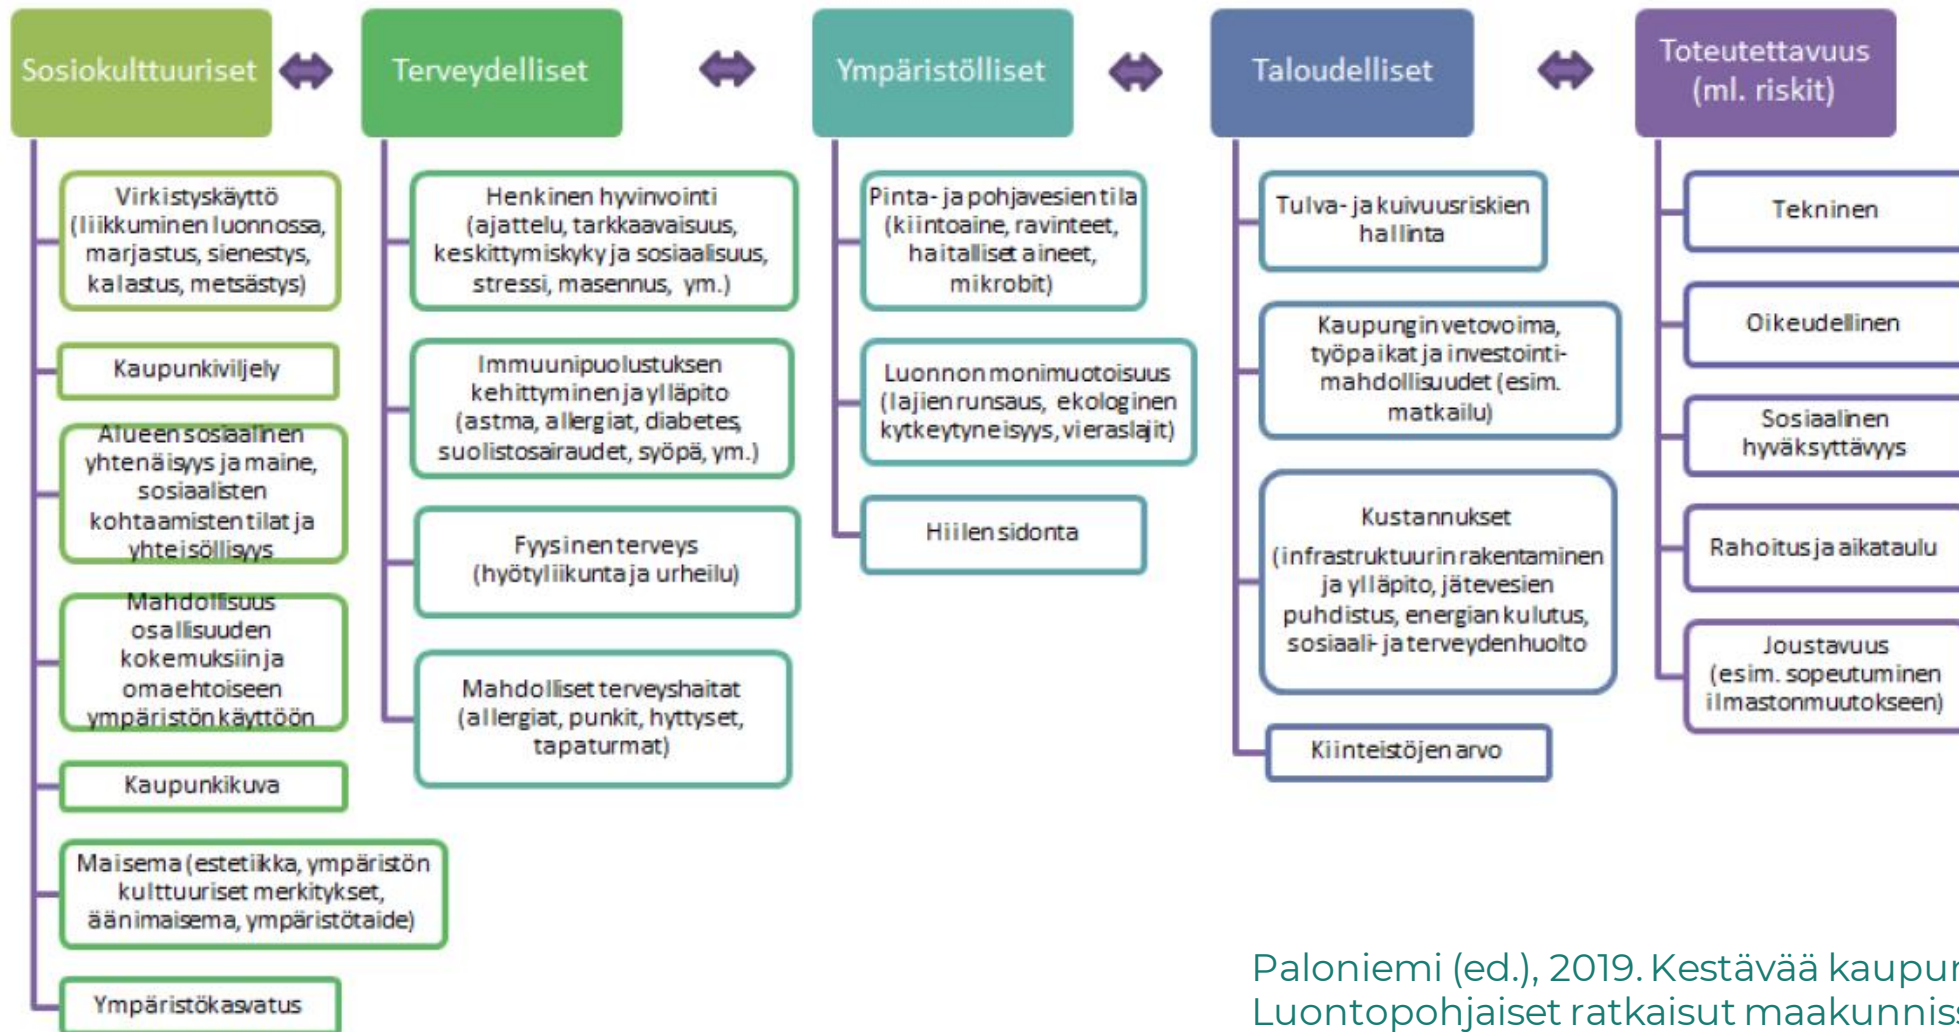 Sosiokulttuuriset
Virkistyskäyttö
(liikkuminen luonnossa,
marjastus, sienestys,
kalastus, metsästys)
Kaupunkiviljely
Alueen sosiaalinen
yhtenäisyys ja maine,
sosiaalisten
kohtaamisten tilat ja
yhteisöllisyys
Mahdollisuus
osallisuuden
kokemuksiin ja
omaehtoiseen
ympäristön käyttöön
Kaupunkikuva
Maisema (estetiikka, ympäristön
kulttuuriset merkitykset,
äänimaisema, ympäristötaide)
Ympäristökasvatus
Terveydelliset
Henkinen hyvinvointi
(ajattelu, tarkkaavaisuus,
keskittymiskyky ja sosiaalisuus,
stressi, masennus, ym.)
Immuunipuolustuksen
kehittyminen ja ylläpito
(astma, allergiat, diabetes,
suolistosairaudet, syöpä, ym.)
Fyysinen terveys
(hyötyliikunta ja urheilu)
Mahdolliset terveyshaitat
(allergiat, punkit, hyttyset,
tapaturmat)
Ympäristölliset
Pinta- ja pohjavesien tila
(kiintoaine, ravinteet,
haitalliset aineet,
mikrobit)
Luonnon monimuotoisuus
(lajien runsaus, ekologinen
kytkeytyneisyys, vieraslajit)
Hiilen sidonta
Taloudelliset
Tulva- ja kuivuusriskien
hallinta
Kaupungin vetovoima,
työpaikat ja investointi-
mahdollisuudet (esim.
matkailu)
Kustannukset
(infrastruktuurin rakentaminen
ja ylläpito, jätevesien
puhdistus, energian kulutus,
sosiaali- ja terveydenhuolto
Kiinteistöjen arvo
Toteutettavuus
(ml. riskit)
Tekninen
Oikeudellinen
Sosiaalinen
hyväksyttävyys
Rahoitus ja aikataulu
Joustavuus
(esim. sopeutuminen
ilmastonmuutokseen)
Paloniemi (ed.), 2019. Kestävää
Luontopohjaiset ratkaisut